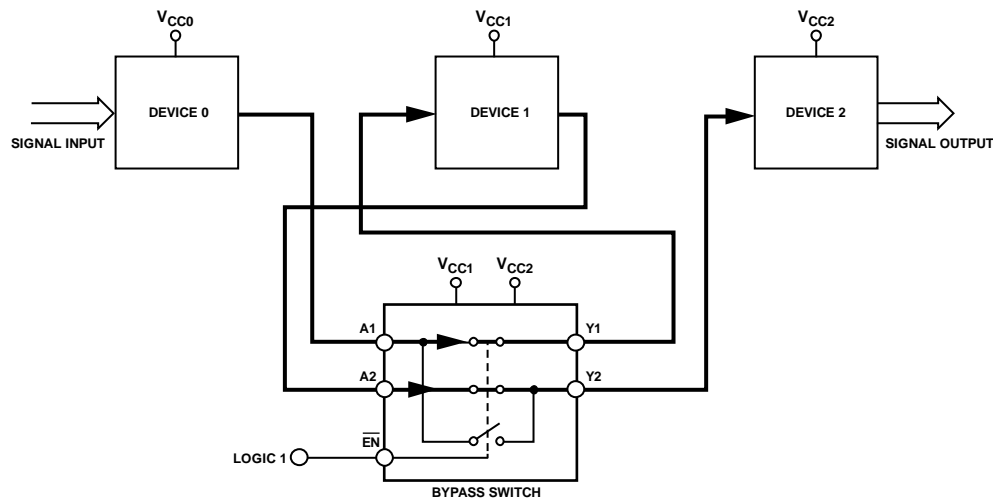 VCC0
VCC1
VCC2
DEVICE 0
DEVICE 1
DEVICE 2
SIGNAL INPUT
SIGNAL OUTPUT
VCC1
VCC2
A1
Y1
A2
Y2
EN
LOGIC 1
BYPASS SWITCH